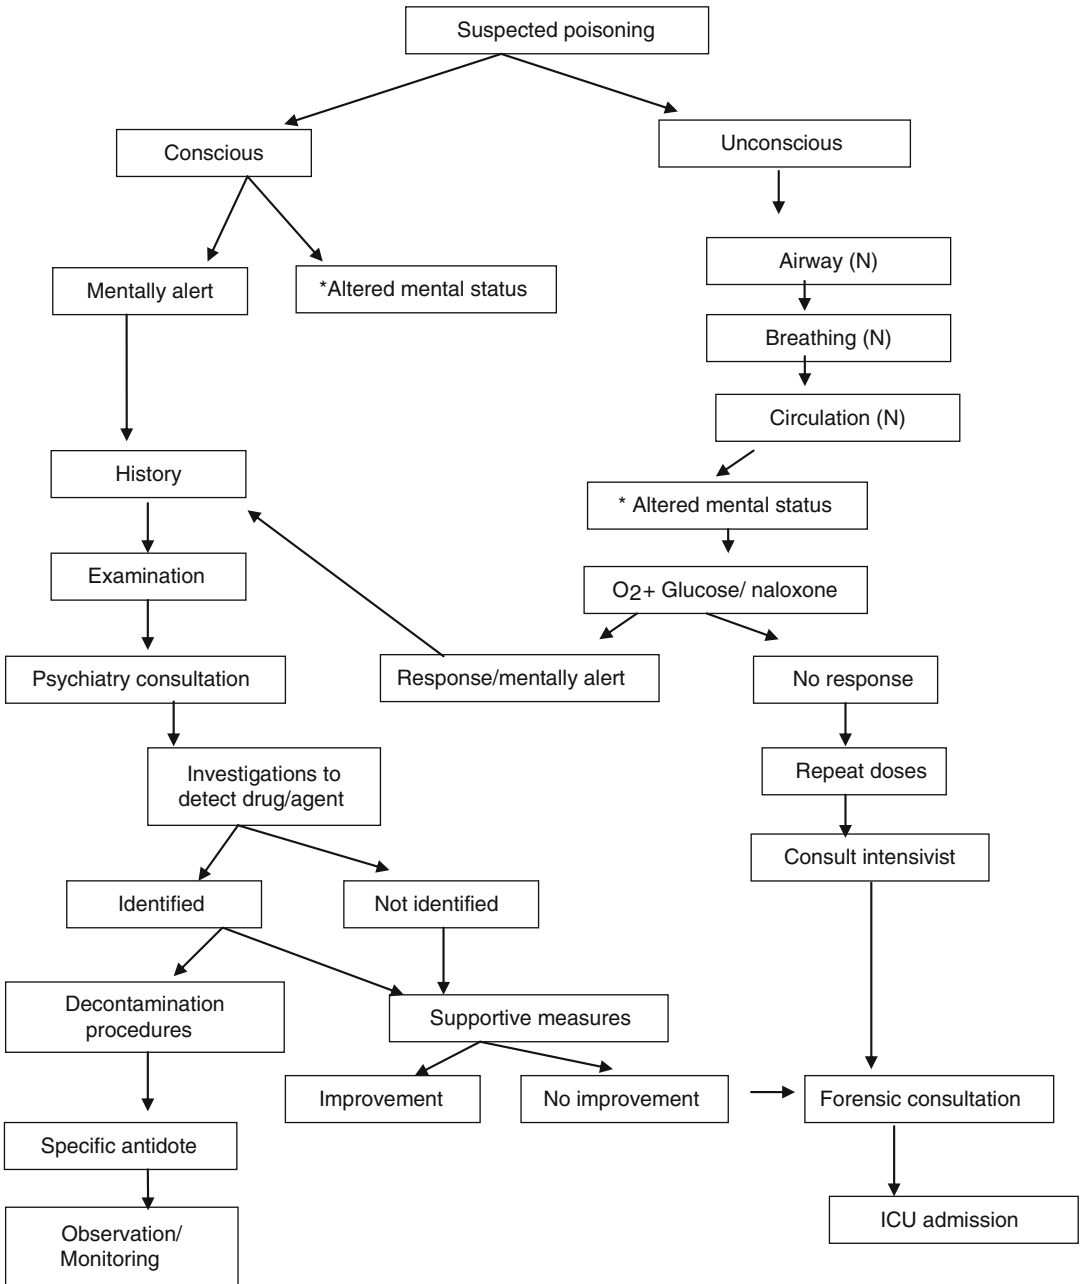 Suspected poisoning
Conscious
Unconscious
Mentally alert
*Altered mental status
Airway (N)
Breathing (N)
Circulation (N)
History
* Altered mental status
Examination
O2+ Glucose/ naloxone
Psychiatry consultation
Response/mentally alert
No response
Investigations to
detect drug/agent
Repeat doses
Consult intensivist
Identified
Not identified
Decontamination
procedures
Supportive measures
Improvement
No improvement
Forensic consultation
Specific antidote
ICU admission
Observation/
Monitoring